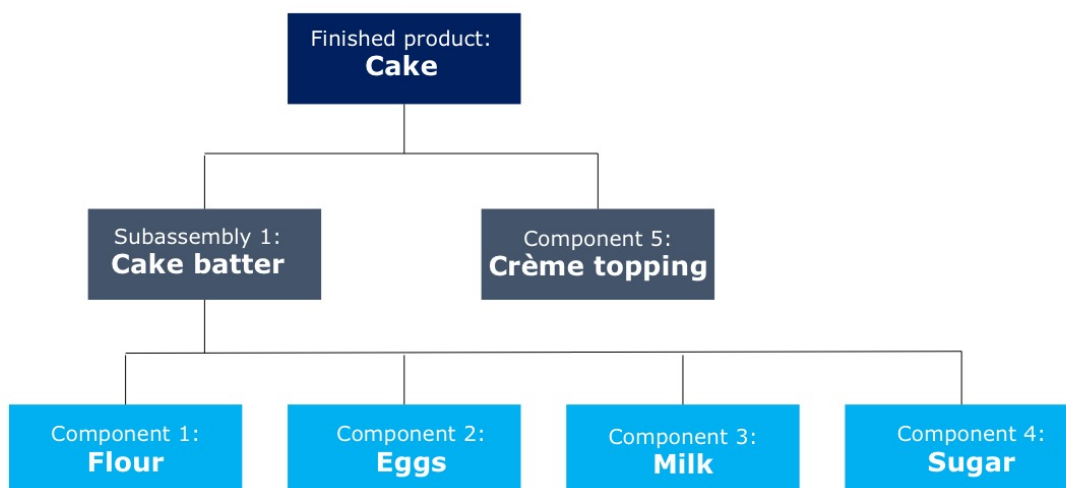 Finished product:
Cake
Subassembly 1:
Cake batter
Component 5:
Crème topping
Component 1:
Flour
Component 2:
Eggs
Component 3:
Milk
Component 4:
Sugar